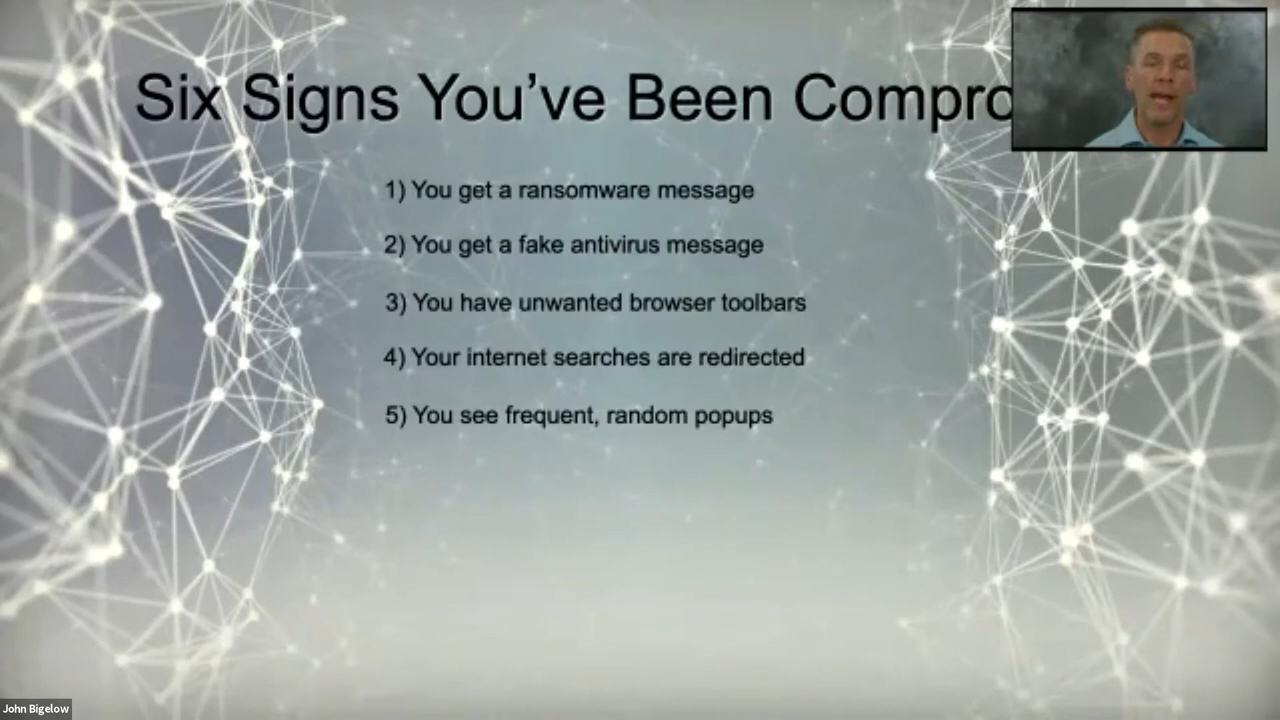 Six Signs You’ve Been Compro
1) You get a ransomware message
2) You get a fake antivirus message
3) You have unwanted browser toolbars
4) Your internet searches are redirected
5) You see frequent, random popups
John Bigelow